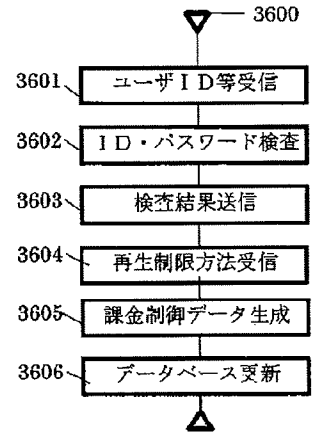 3600
3601 ユーザID等受信
3602 ID・パスワード検査
3603 検査結果送信
3604 再生制限方法受信
3605 課金制御データ生成
3606 データベース更新